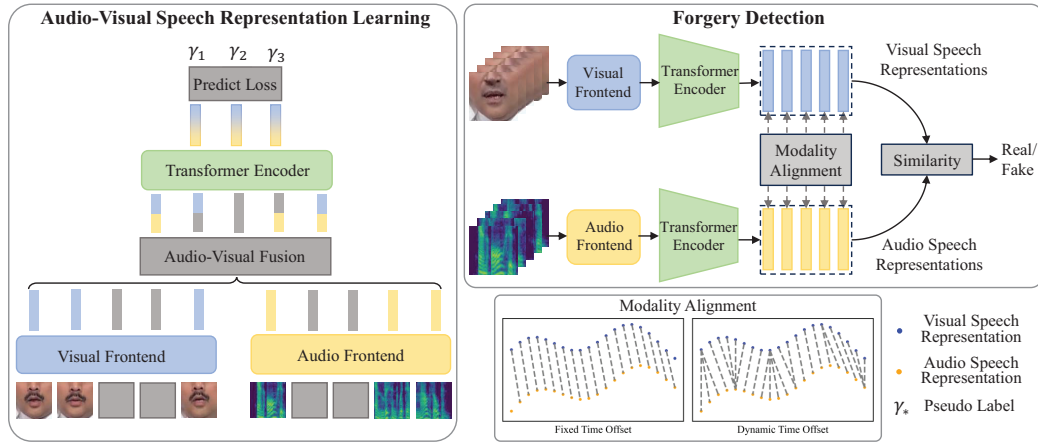 Audio-Visual Speech Representation Learning
γ1 γ2 γ3
Predict Loss
Transformer Encoder
Audio-Visual Fusion
Visual Frontend
Audio Frontend
Forgery Detection
Visual
Frontend
Transformer
Encoder
Visual Speech
Representations
Modality
Alignment
Similarity
Real/
Fake
Audio
Frontend
Transformer
Encoder
Audio Speech
Representations
Modality Alignment
Fixed Time Offset
Dynamic Time Offset
Visual Speech
Representation
Audio Speech
Representation
γ* Pseudo Label